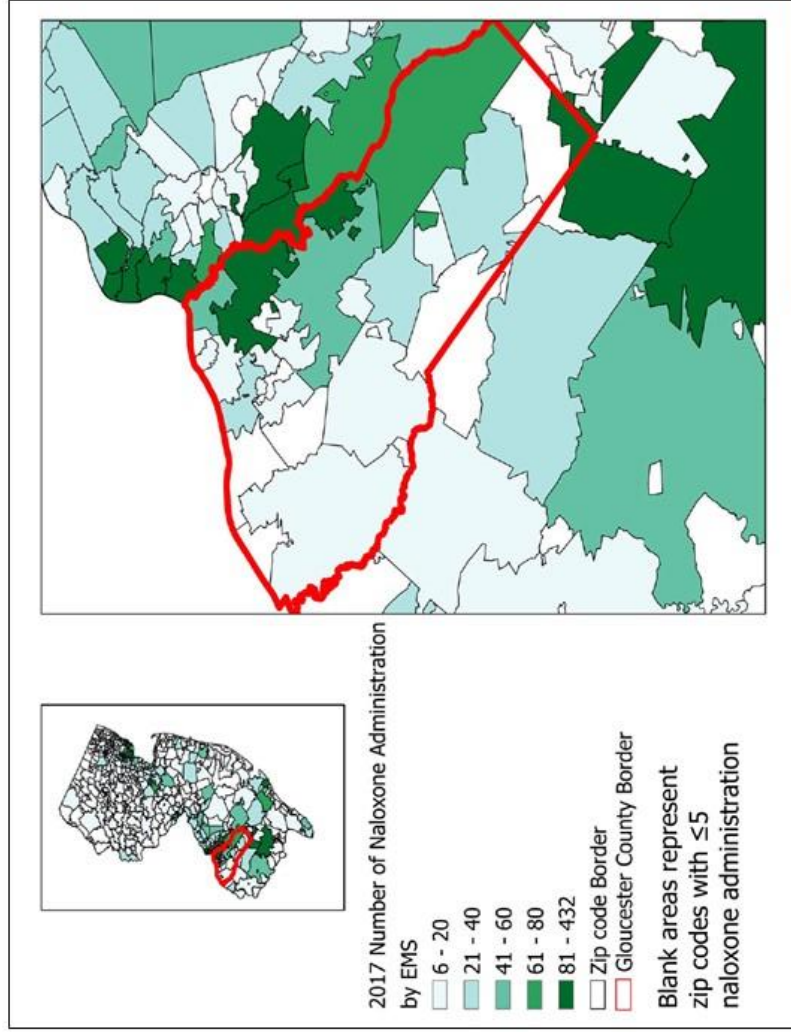 2017 Number of Naloxone Administration
by EMS
6 - 20
21 - 40
41 - 60
61 - 80
81 - 432
Zip code Border
Gloucester County Border
Blank areas represent
zip codes with ≤5
naloxone administration